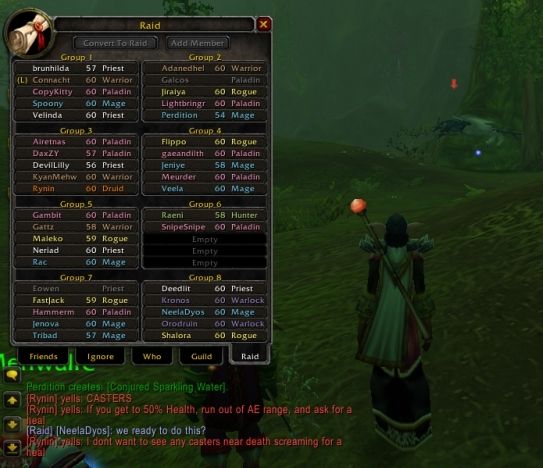 Raid
Convert To Raid Add Member
Group 1 Group 2
brunhilda 57 Priest Adanedhel 60 Warrior
(L) Connacht 60 Warrior Galcos Paladin
CopyKitty 60 Paladin Jiraiya 60 Rogue
Spoony 60 Mage Lightbringr 60 Paladin
Velinda 60 Priest Perdition 54 Mage
Group 3 Group 4
Airetnas 60 Paladin Flippo 60 Rogue
DaxZY 57 Paladin gaeandilth 60 Paladin
DevilLilly 56 Priest Jeniye 58 Mage
KyanMehw 60 Warrior Meurder 60 Paladin
Rynin 60 Druid Veela 60 Mage
Group 5 Group 6
Gambit 60 Paladin Raeni 58 Hunter
Gattz 58 Warrior SnipeSnipe 60 Paladin
Maleko 59 Rogue Empty
Neriad 60 Priest Empty
Rac 60 Mage Empty
Group 7 Group 8
Eowen Priest Deedlit 60 Priest
FastJack 59 Rogue Kronos 60 Warlock
Hammerm 60 Paladin NeelaDyos 60 Mage
Jenova 60 Mage Orodruin 60 Warlock
Tribad 57 Mage Shalora 60 Rogue
Friends Ignore Who Guild Raid
Perdition creates: [Conjured Sparkling Water].
[Rynin] yells: CASTERS
[Rynin] yells: If you get to 50% Health, run out of AE range, and ask for a
heal
[Raid] [NeelaDyos]: we ready to do this?
[Rynin] yells: I dont want to see any casters near death screaming for a
heal